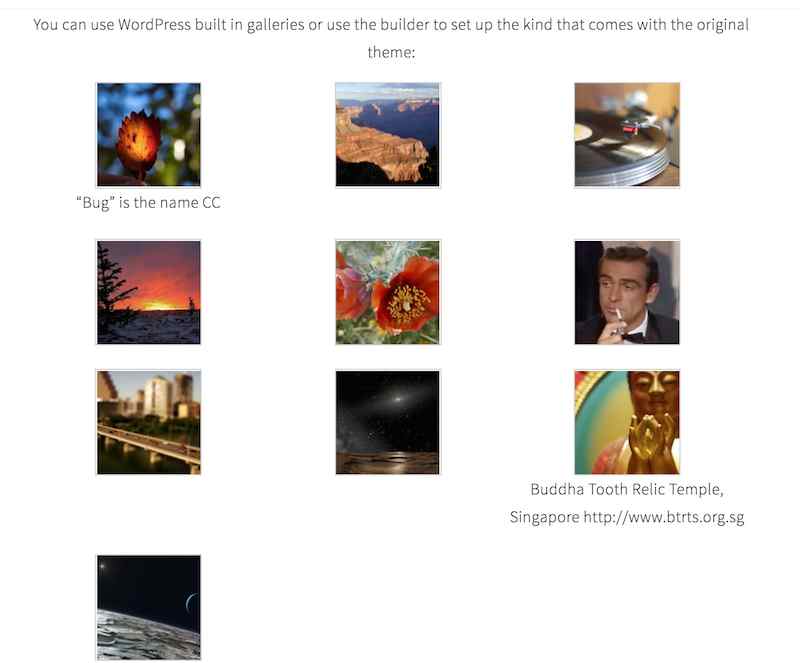 You can use WordPress built in galleries or use the builder to set up the kind that comes with the original
theme:
“Bug” is the name CC
Buddha Tooth Relic Temple,
Singapore http://www.btrts.org.sg